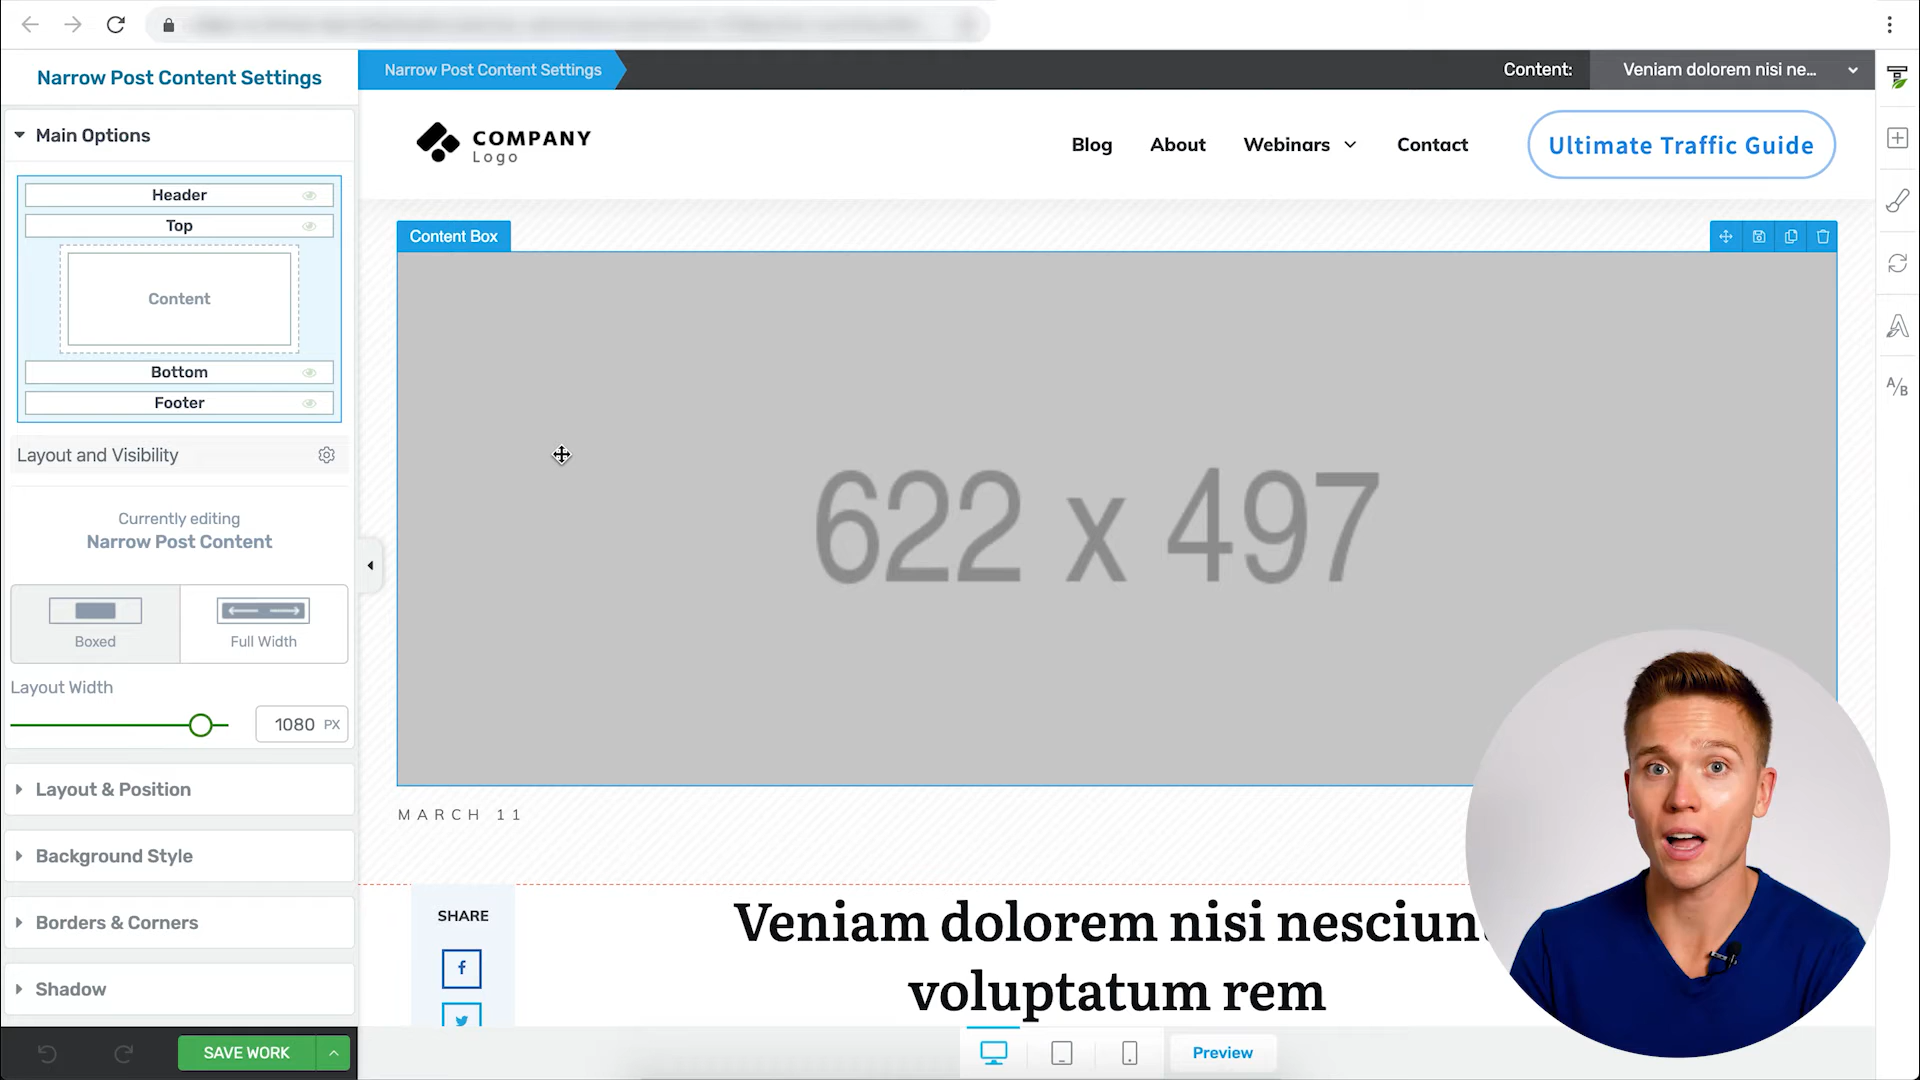 Narrow Post Content Settings
Narrow Post Content Settings
Content:
Veniam dolorem nisi ne...
Main Options
Header
Top
Content
Bottom
Footer
Layout and Visibility
Currently editing
Narrow Post Content
Boxed
Full Width
Layout Width
1080 PX
Layout & Position
Background Style
Borders & Corners
Shadow
SAVE WORK
COMPANY
Logo
Blog
About
Webinars
Contact
Ultimate Traffic Guide
Content Box
622 x 497
MARCH 11
SHARE
Veniam dolorem nisi nesciun
voluptatum rem
Preview
A/B